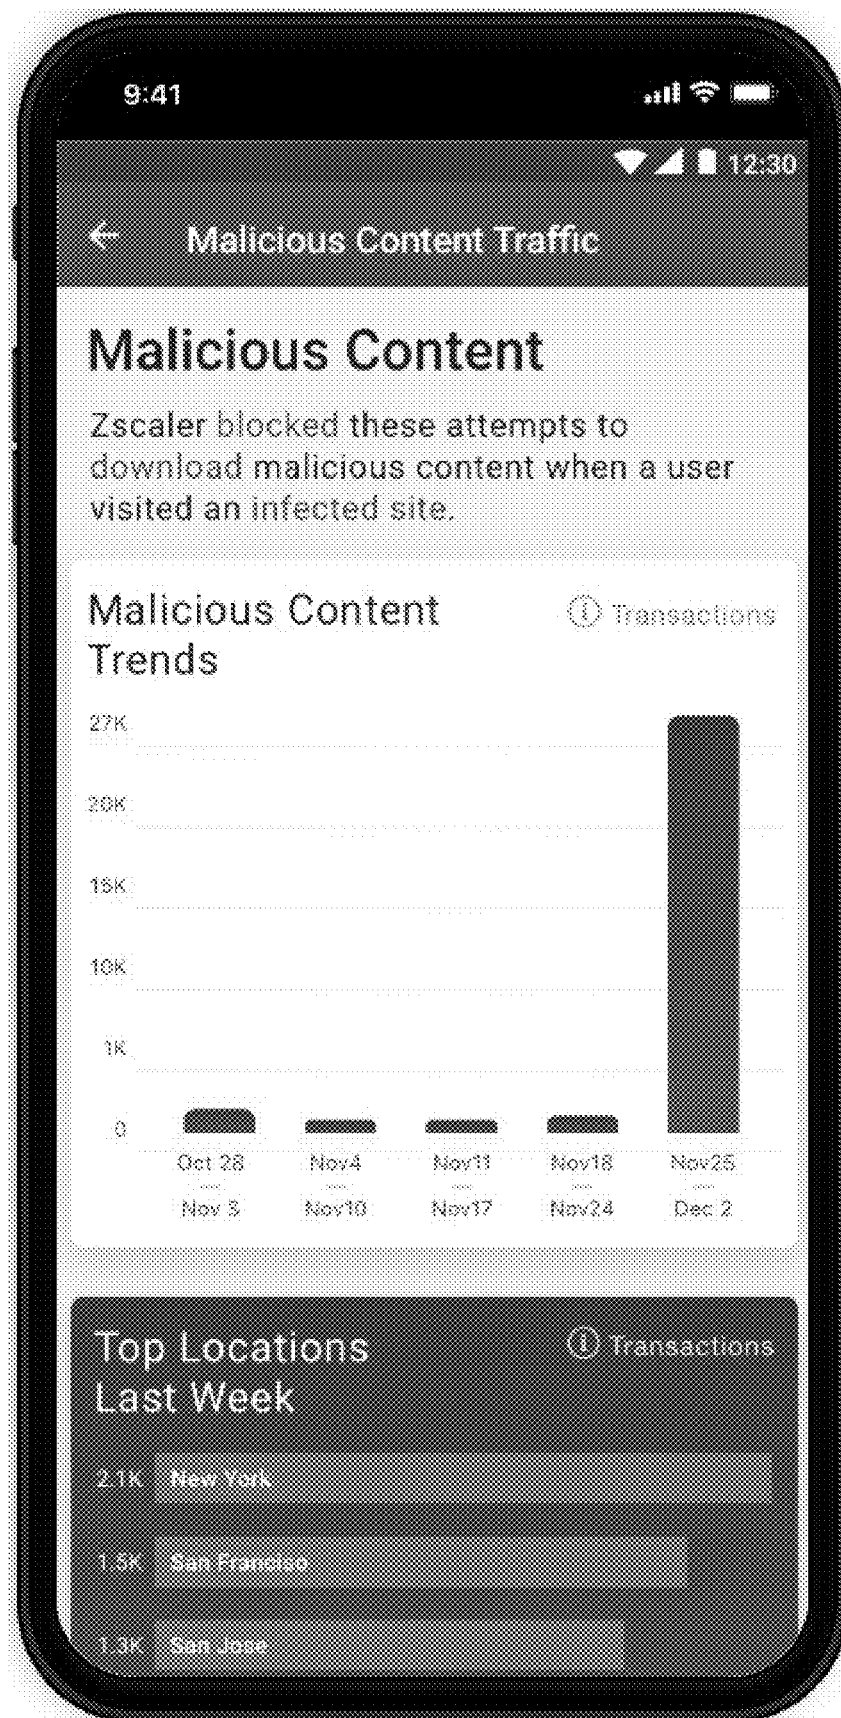 9:41
12:30
Malicious Content Traffic
Malicious Content
Zscaler blocked these attempts to
download malicious content when a user
visited an infected site.
Malicious Content
Trends
Transactions
27K
20K
15K
10K
1K
0
Oct 28 Nov4 Nov11 Nov18 Nov25
— — — — —
Nov 3 Nov10 Nov17 Nov24 Dec 2
Top Locations
Last Week
Transactions
2.1K New York
1.5K San Franciso
1.3K San Jose